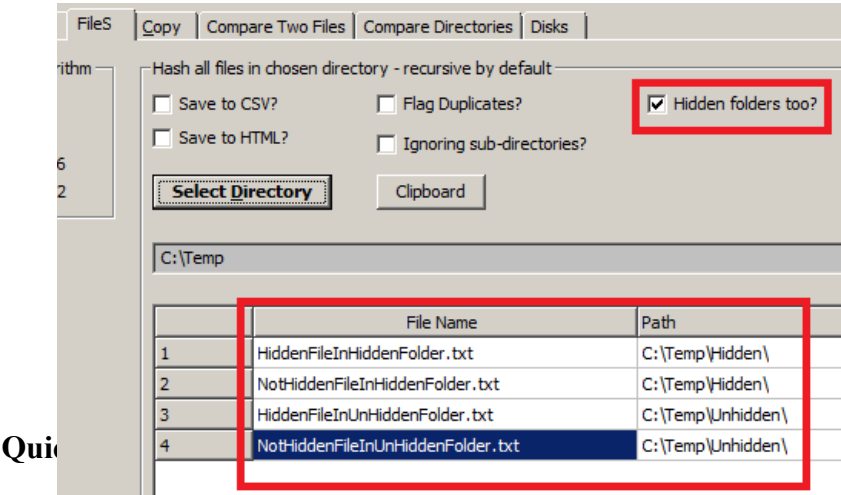 FileS Copy Compare Two Files Compare Directories Disks
rithm Hash all files in chosen directory - recursive by default
Save to CSV? Flag Duplicates? Hidden folders too?
Save to HTML? Ignoring sub-directories?
6
2 Select Directory Clipboard
C:\Temp
File Name Path
1 HiddenFileInHiddenFolder.txt C:\Temp\Hidden\
2 NotHiddenFileInHiddenFolder.txt C:\Temp\Hidden\
3 HiddenFileInUnHiddenFolder.txt C:\Temp\Unhidden\
4 NotHiddenFileInUnHiddenFolder.txt C:\Temp\Unhidden\